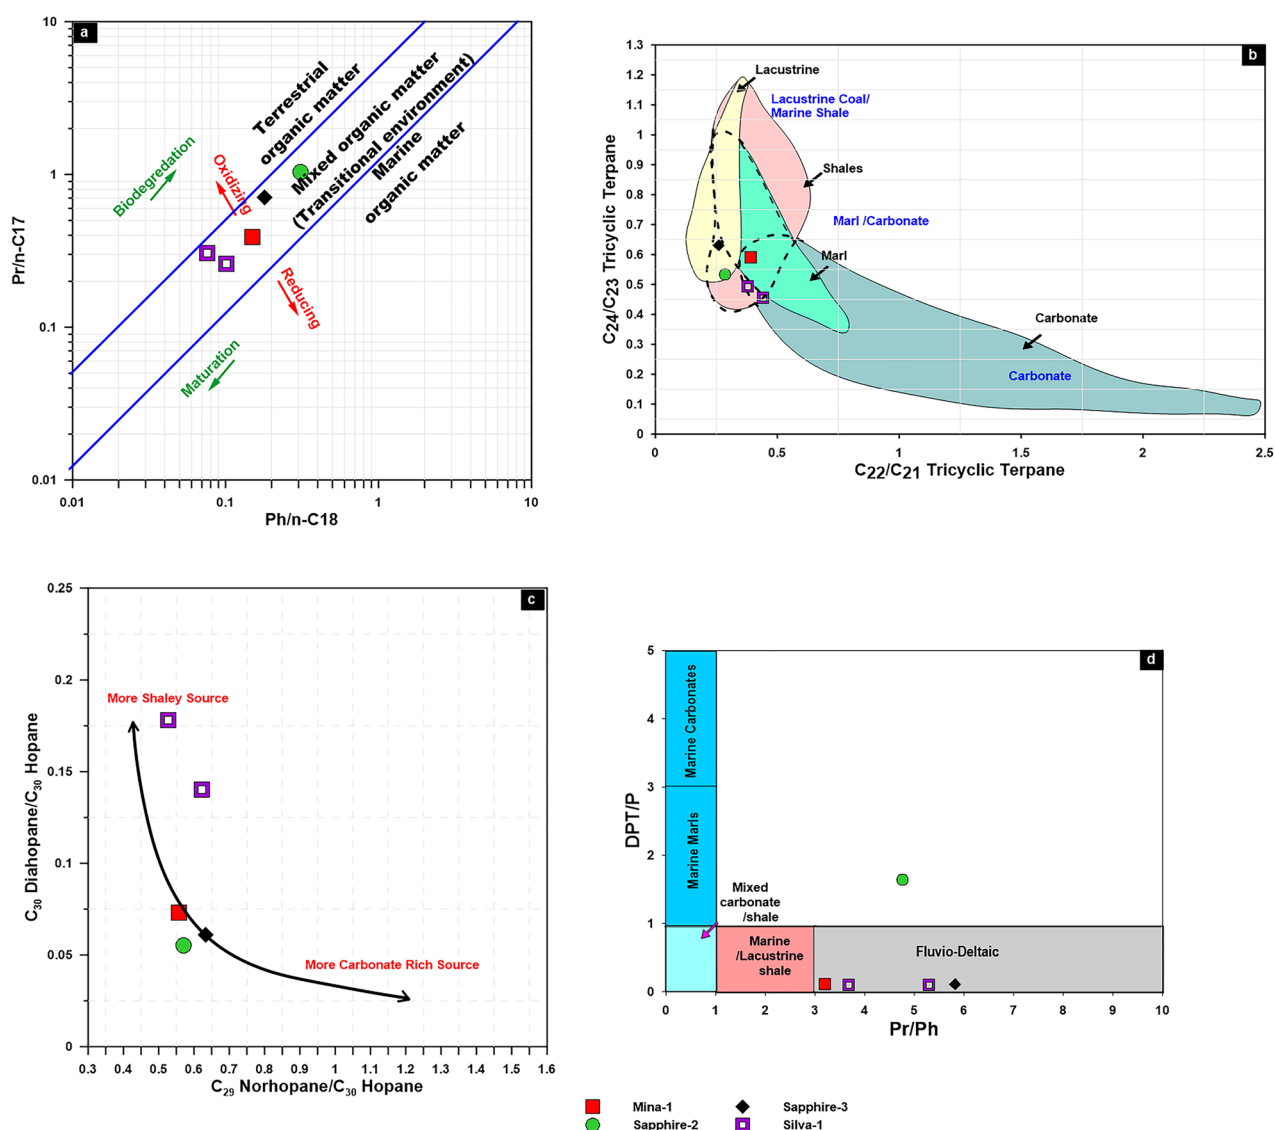 a
10
1
0.1
0.01
Pr/n-C17
Terrestrial
organic matter
Mixed organic matter
(Transitional environment)
Marine
organic matter
Biodegredation
Oxidizing
Reducing
Maturation
0.01
0.1
1
10
Ph/n-C18
b
1.3
1.2
1.1
1
0.9
0.8
0.7
0.6
0.5
0.4
0.3
0.2
0.1
0
C24/C23 Tricyclic Terpane
Lacustrine
Lacustrine Coal/
Marine Shale
Shales
Marl /Carbonate
Marl
Carbonate
Carbonate
0
0.5
1
1.5
2
2.5
C22/C21 Tricyclic Terpane
c
0.25
0.2
0.15
0.1
0.05
0
C30 Diahopane/C30 Hopane
More Shaley Source
More Carbonate Rich Source
0.3 0.4 0.5 0.6 0.7 0.8 0.9 1 1.1 1.2 1.3 1.4 1.5 1.6
C29 Norhopane/C30 Hopane
d
5
4
3
2
1
0
DPT/P
Marine Carbonates
Marine Marls
Mixed
carbonate
/shale
Marine
/Lacustrine
shale
Fluvio-Deltaic
0 1 2 3 4 5 6 7 8 9 10
Pr/Ph
Mina-1
Sapphire-3
Sapphire-2
Silva-1